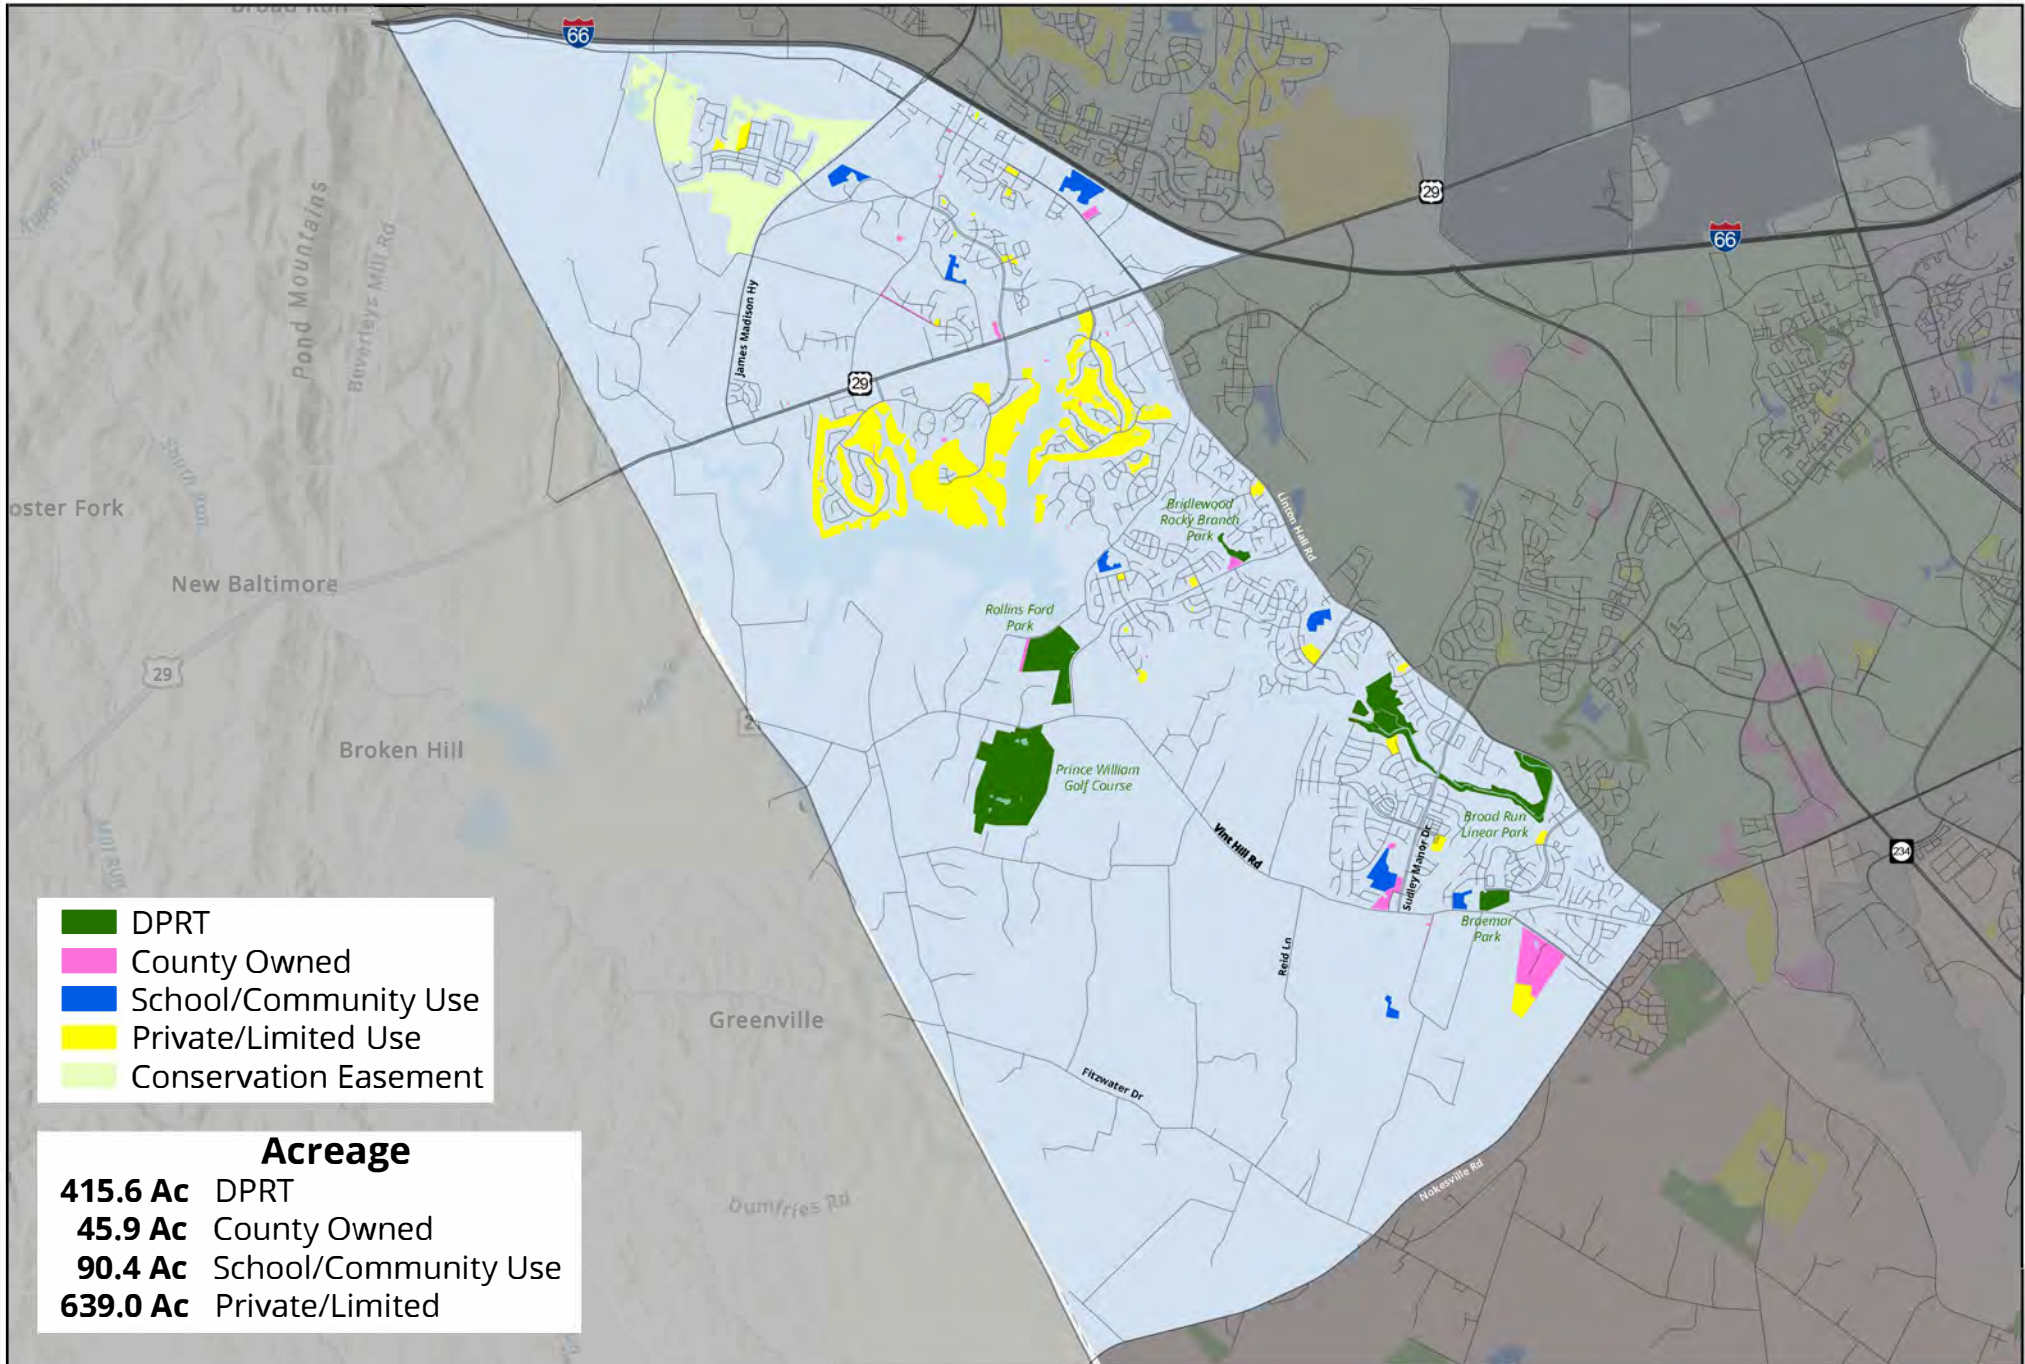 66
29
66
Pond Mountains
Beverleys Mill Rd
James Madison Hy
29
Bridlewood
Rocky Branch
Park
Linton Hall Rd
oster Fork
New Baltimore
Rollins Ford
Park
29
Broken Hill
Prince William
Golf Course
Broad Run
Linear Park
Vint Hill Rd
Sudley Manor Dr
234
Mill Run
Braemar
Park
Reid Ln
Greenville
Fitzwater Dr
Nokesville Rd
Dumfries Rd
DPRT
County Owned
School/Community Use
Private/Limited Use
Conservation Easement
Acreage
415.6 Ac DPRT
45.9 Ac County Owned
90.4 Ac School/Community Use
639.0 Ac Private/Limited